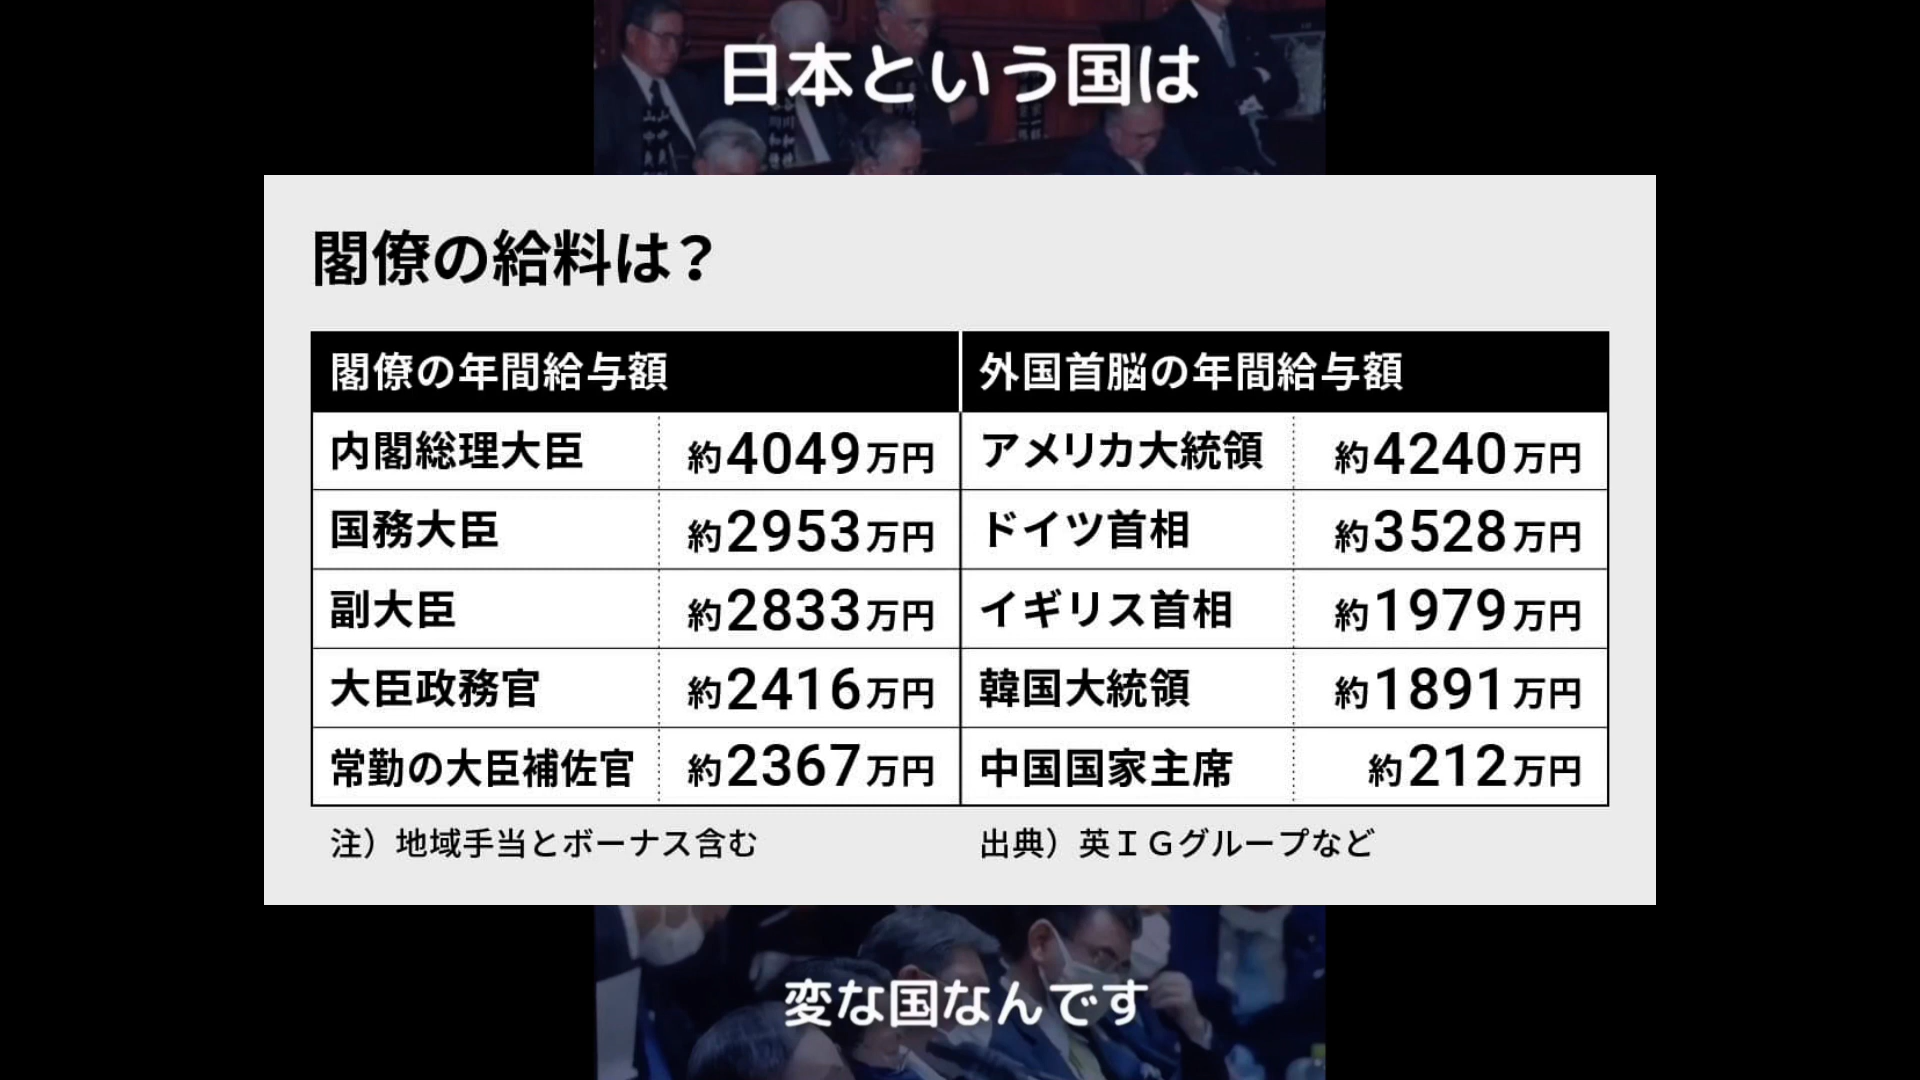 日本という国は
閣僚の給料は？
閣僚の年間給与額 外国首脳の年間給与額
内閣総理大臣 約4049万円 アメリカ大統領 約4240万円
国務大臣 約2953万円 ドイツ首相 約3528万円
副大臣 約2833万円 イギリス首相 約1979万円
大臣政務官 約2416万円 韓国大統領 約1891万円
常勤の大臣補佐官 約2367万円 中国国家主席 約212万円
注）地域手当とボーナス含む 出典）英ＩＧグループなど
変な国なんです